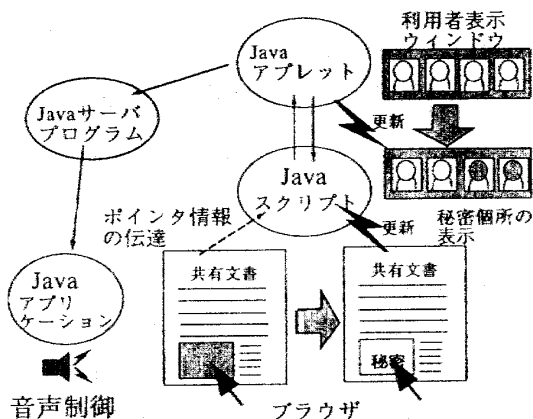 利用者表示
ウィンドウ
Java
アプレット
Javaサーバ
プログラム
更新
Java
スクリプト
ポインタ情報
の伝達
更新
秘密個所の
表示
Java
アプリ
ケーション
共有文書
共有文書
秘密
音声制御
ブラウザ